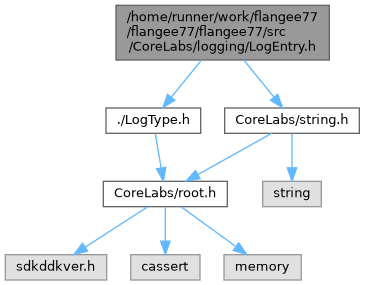 /home/runner/work/flangee77
/flangee77/flangee77/src
/CoreLabs/logging/LogEntry.h
./LogType.h
CoreLabs/string.h
CoreLabs/root.h
string
sdkddkver.h
cassert
memory